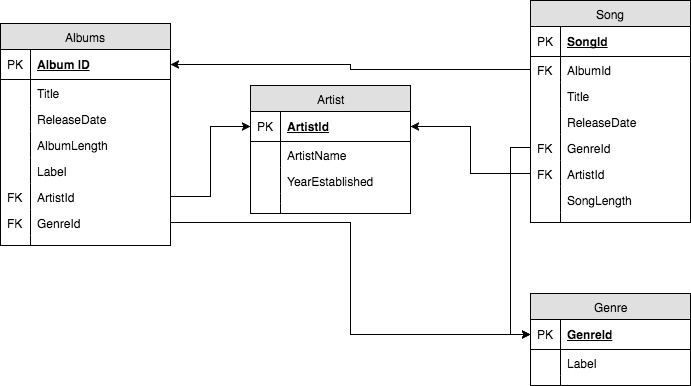 Albums
PK Album ID
Title
ReleaseDate
AlbumLength
Label
FK ArtistId
FK GenreId
Artist
PK ArtistId
ArtistName
YearEstablished
Song
PK SongId
FK AlbumId
Title
ReleaseDate
FK GenreId
FK ArtistId
SongLength
Genre
PK GenreId
Label